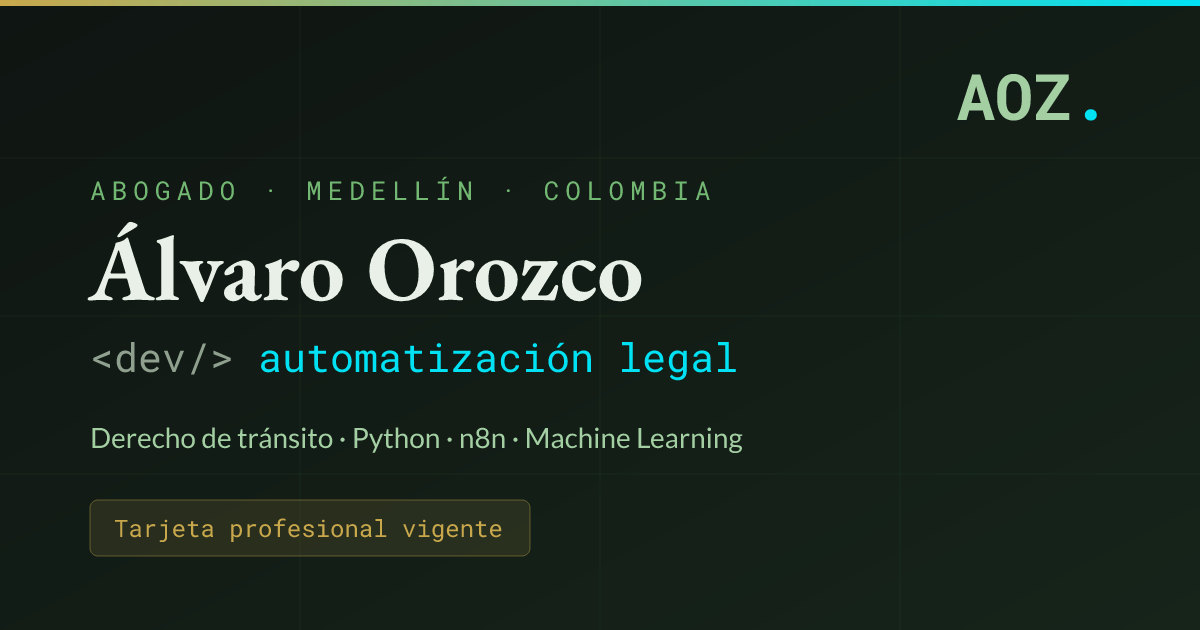 AOZ.
ABOGADO · MEDELLÍN · COLOMBIA
Álvaro Orozco
<dev/> automatización legal
Derecho de tránsito · Python · n8n · Machine Learning
Tarjeta profesional vigente